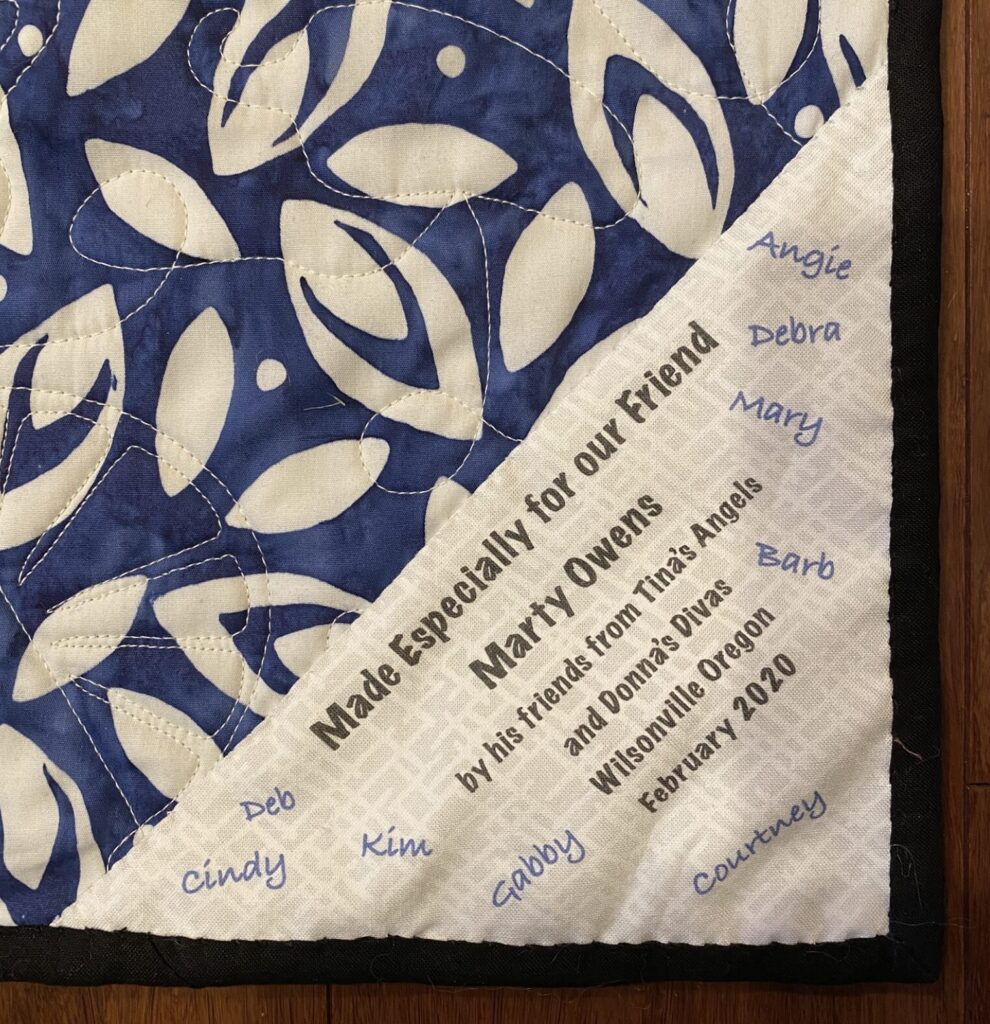 Made Especially for our Friend
Marty Owens
by his friends from Tina's Angels
and Donna's Divas
Wilsonville Oregon
February 2020
Angie
Debra
Mary
Barb
Deb
Cindy
Kim
Gabby
Courtney